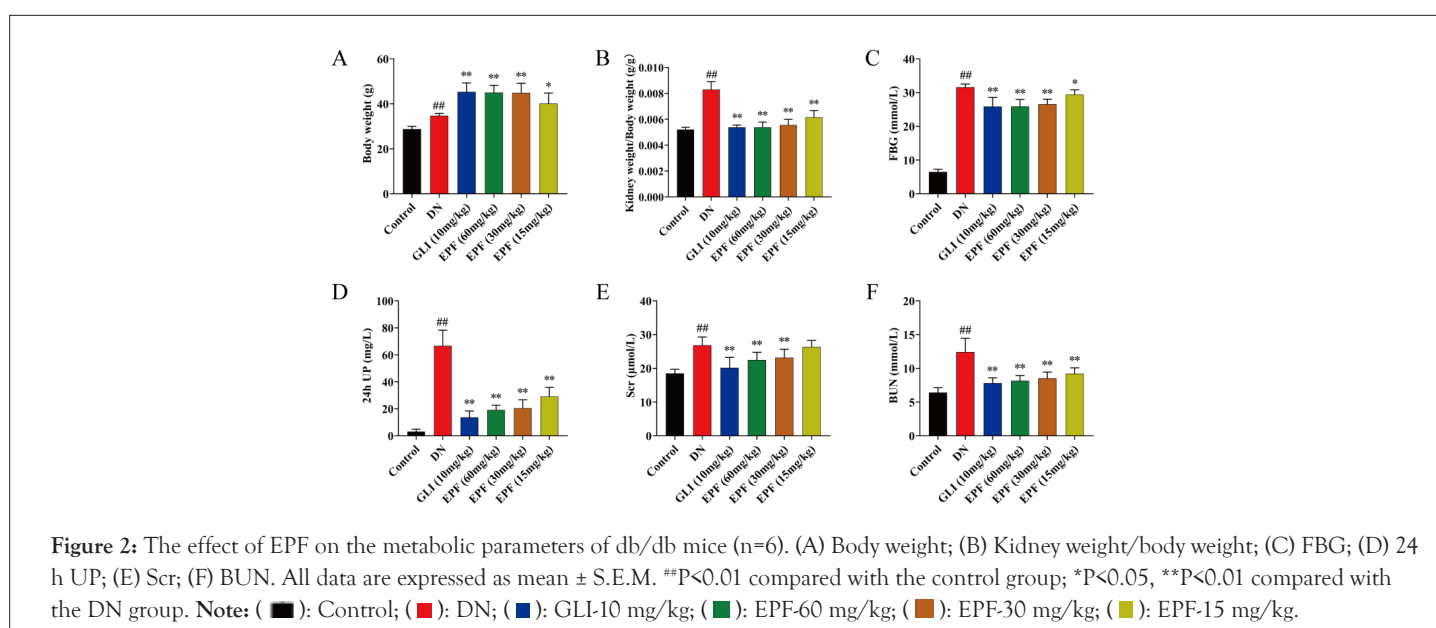 A
Body weight (g)
60
40
20
0
##
**
**
**
*
Control
DN
GLI (10mg/kg)
EPF (60mg/kg)
EPF (30mg/kg)
EPF (15mg/kg)
B
Kidney weight/Body weight (g/g)
0.010
0.008
0.006
0.004
0.002
0.000
##
**
**
**
**
Control
DN
GLI (10mg/kg)
EPF (60mg/kg)
EPF (30mg/kg)
EPF (15mg/kg)
C
FBG (mmol/L)
40
30
20
10
0
##
**
**
**
*
Control
DN
GLI (10mg/kg)
EPF (60mg/kg)
EPF (30mg/kg)
EPF (15mg/kg)
D
24h UP (mg/L)
100
80
60
40
20
0
##
**
**
**
**
Control
DN
GLI (10mg/kg)
EPF (60mg/kg)
EPF (30mg/kg)
EPF (15mg/kg)
E
Scr (μmol/L)
40
30
20
10
0
##
**
**
**
Control
DN
GLI (10mg/kg)
EPF (60mg/kg)
EPF (30mg/kg)
EPF (15mg/kg)
F
BUN (mmol/L)
20
15
10
5
0
##
**
**
**
**
Control
DN
GLI (10mg/kg)
EPF (60mg/kg)
EPF (30mg/kg)
EPF (15mg/kg)
Figure 2: The effect of EPF on the metabolic parameters of db/db mice (n=6). (A) Body weight; (B) Kidney weight/body weight; (C) FBG; (D) 24
h UP; (E) Scr; (F) BUN. All data are expressed as mean ± S.E.M. ##P<0.01 compared with the control group; *P<0.05, **P<0.01 compared with
the DN group. Note: ( ): Control; ( ): DN; ( ): GLI-10 mg/kg; ( ): EPF-60 mg/kg; ( ): EPF-30 mg/kg; ( ): EPF-15 mg/kg.